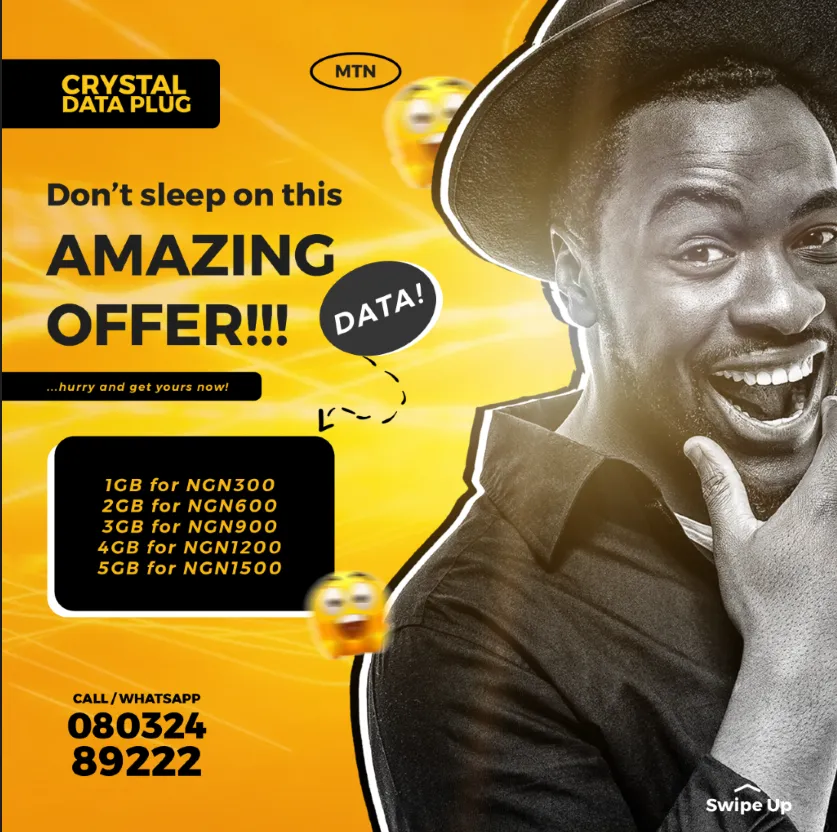 CRYSTAL
DATA PLUG
MTN
Don't sleep on this
AMAZING
OFFER!!!
DATA!
...hurry and get yours now!
1GB for NGN300
2GB for NGN600
3GB for NGN900
4GB for NGN1200
5GB for NGN1500
CALL/WHATSAPP
080324
89222
Swipe Up